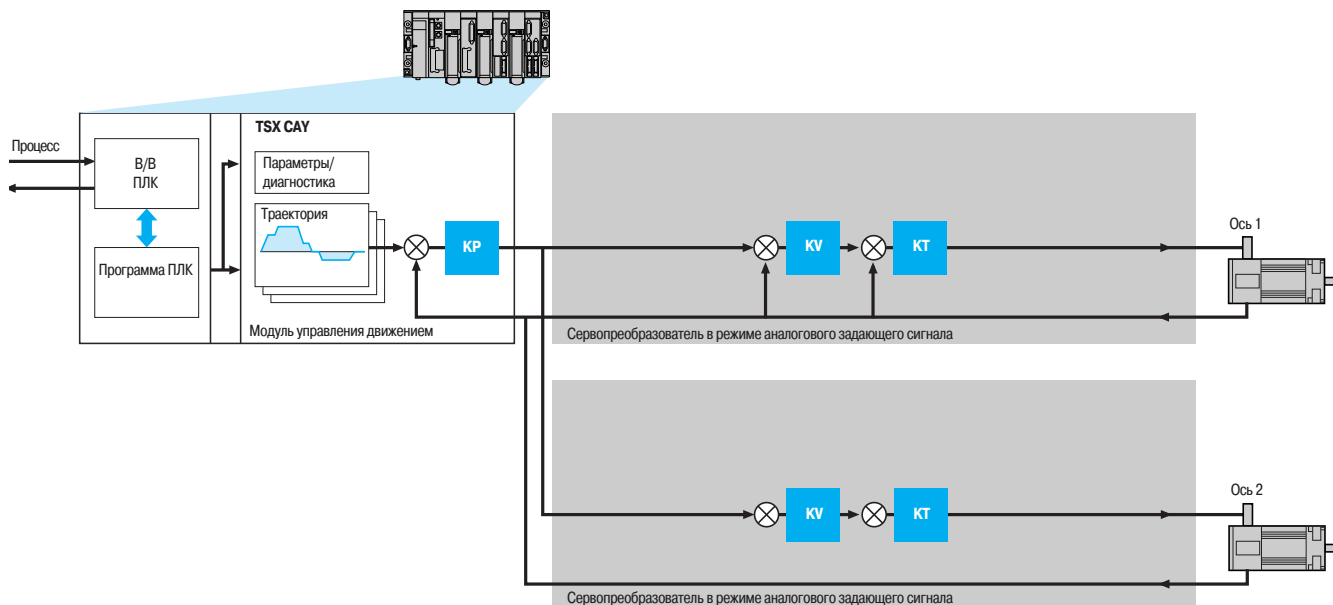 TSX CAY
Процесс
В/В
ПЛК
Программа ПЛК
Параметры/
диагностика
Траектория
KP
Модуль управления движением
KV
KT
Ось 1
Сервопреобразователь в режиме аналогового задающего сигнала
KV
KT
Ось 2
Сервопреобразователь в режиме аналогового задающего сигнала